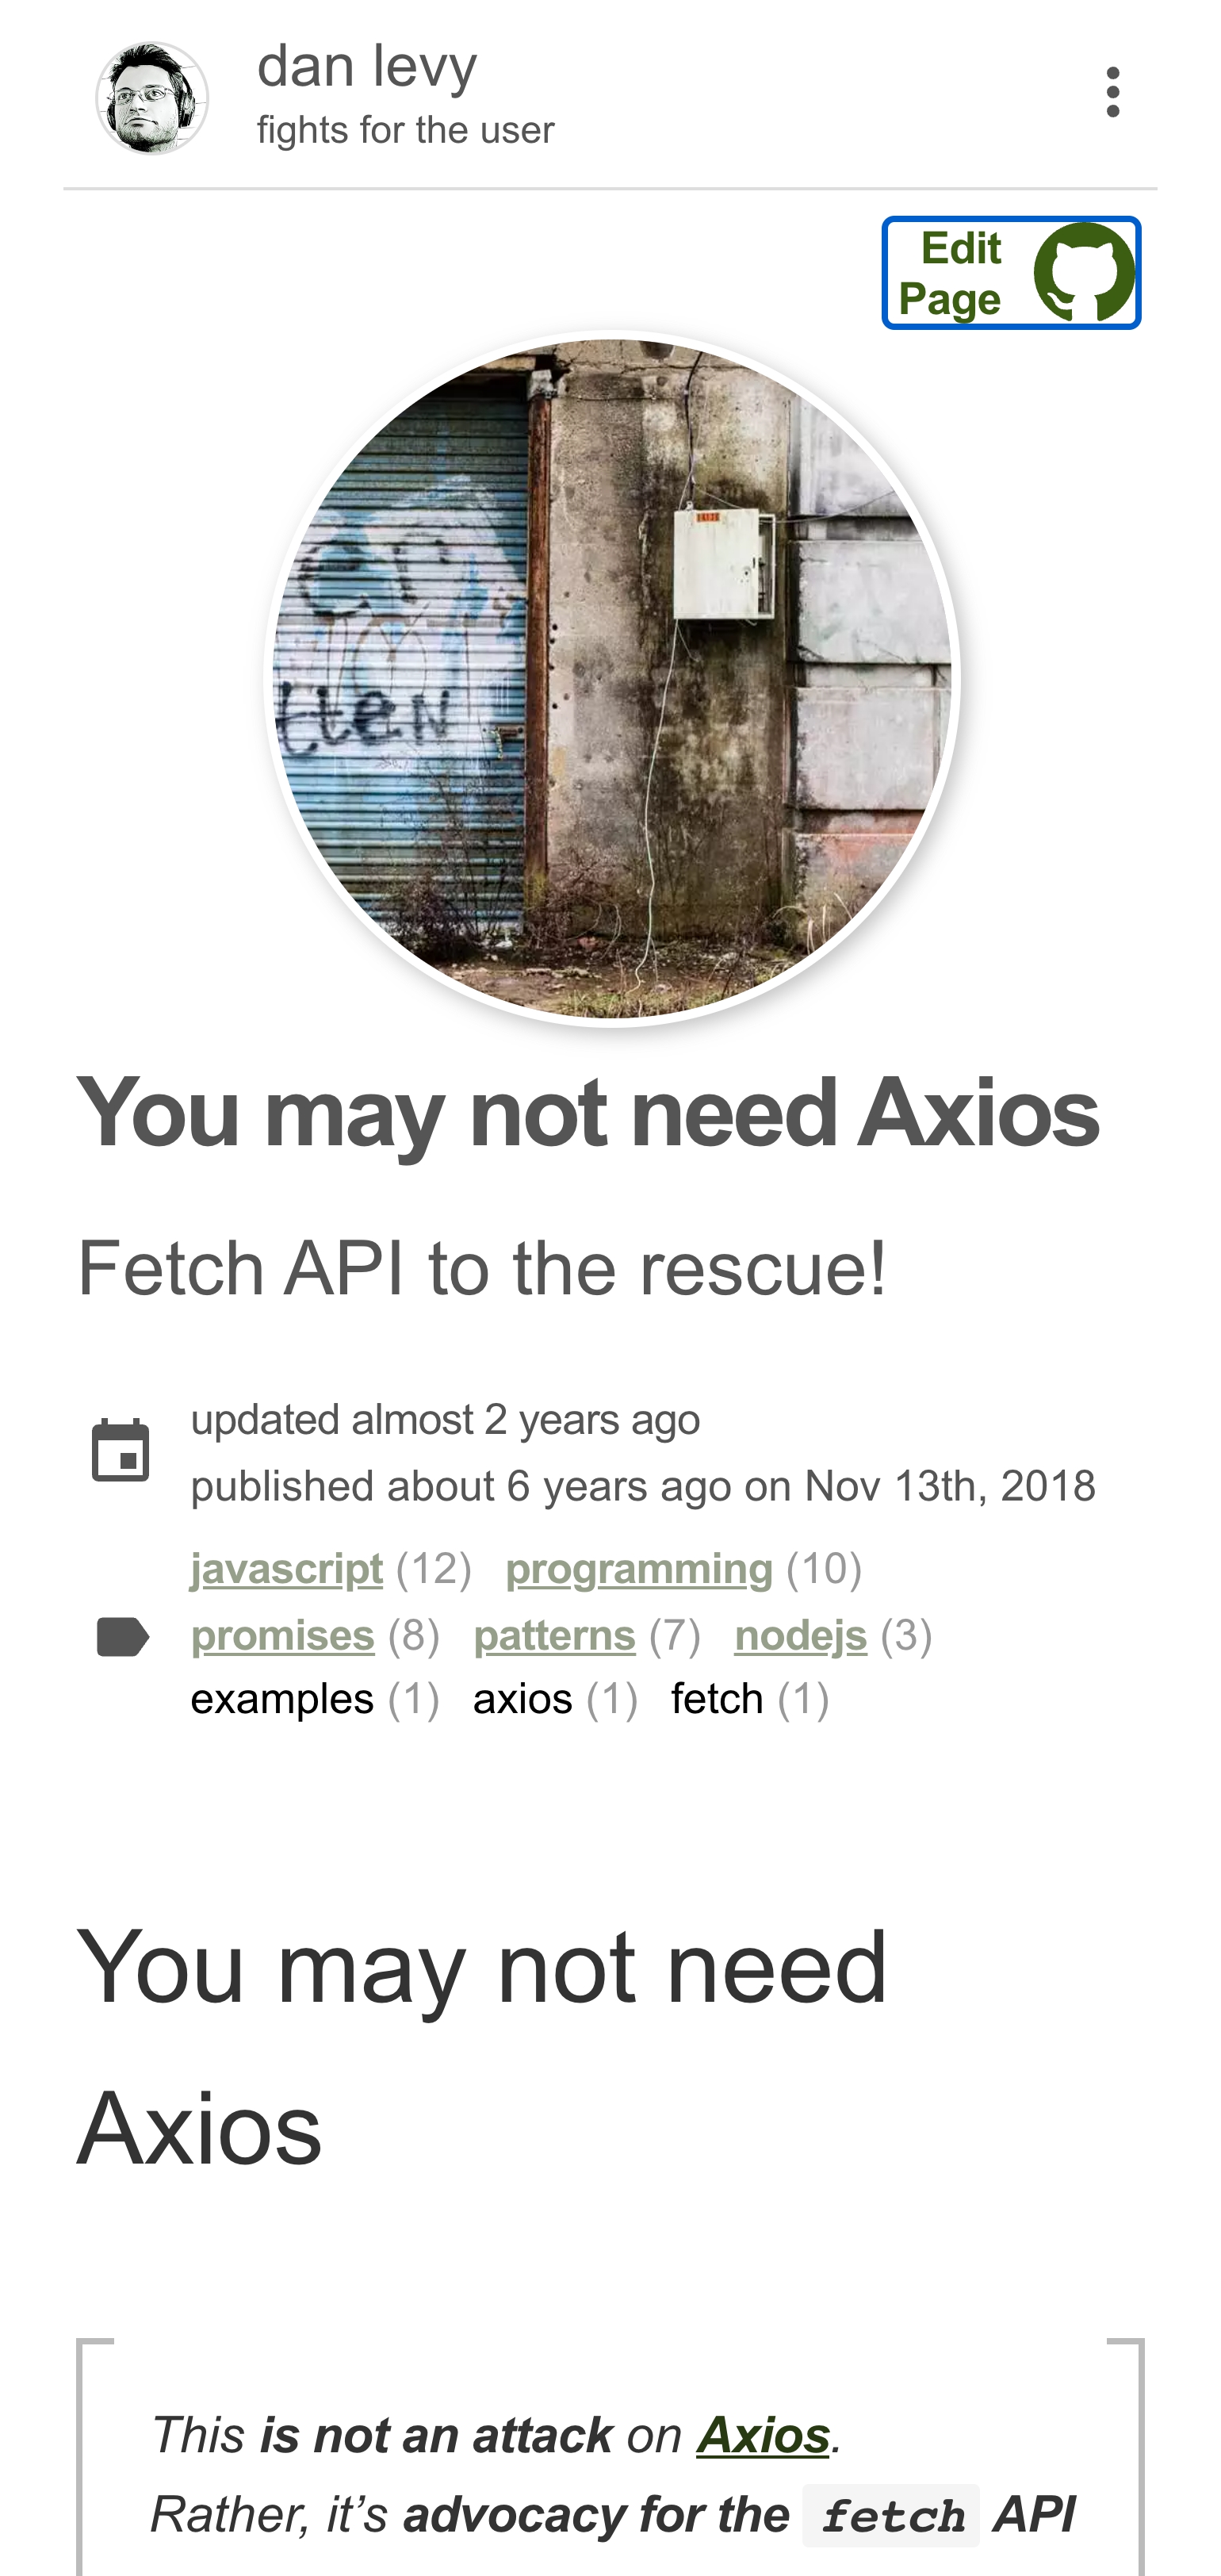 dan levy
fights for the user
Edit
Page
tten
You may not need Axios
Fetch API to the rescue!
updated almost 2 years ago
published about 6 years ago on Nov 13th, 2018
javascript (12) programming (10)
promises (8) patterns (7) nodejs (3)
examples (1) axios (1) fetch (1)
You may not need
Axios
This is not an attack on Axios.
Rather, it’s advocacy for the fetch API